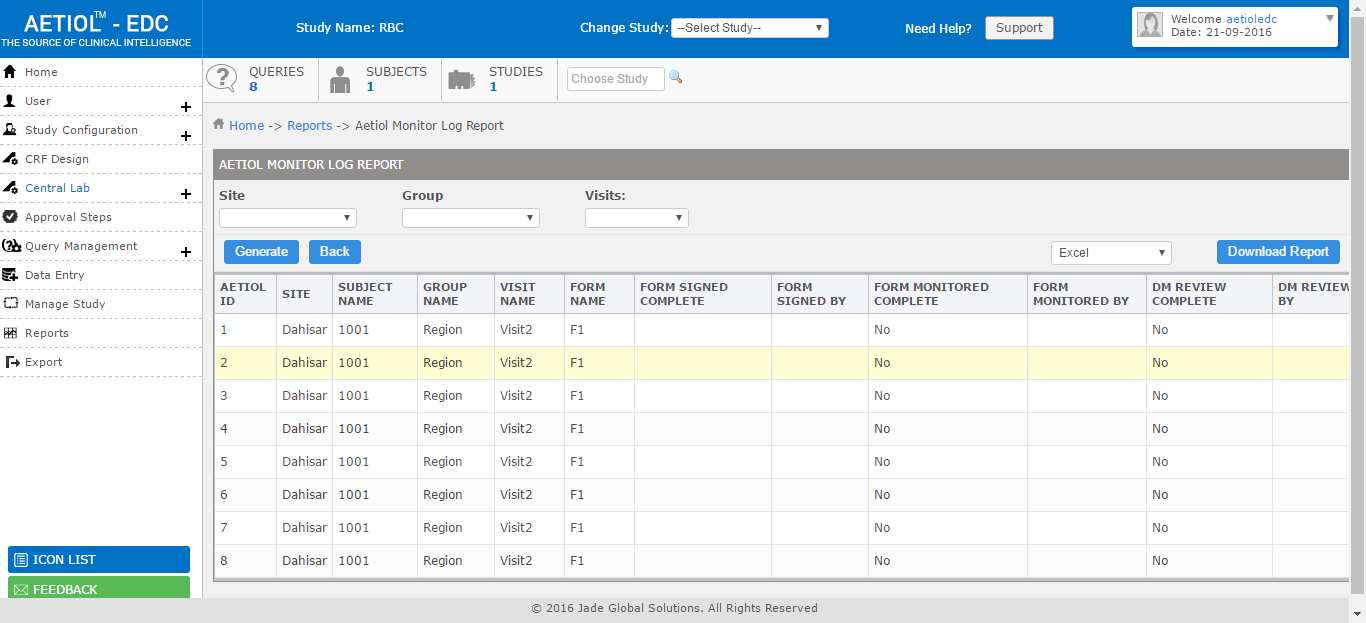 AETIOL™ - EDC
THE SOURCE OF CLINICAL INTELLIGENCE
Study Name: RBC
Change Study: --Select Study--
Need Help? Support
Welcome aetioledc
Date: 21-09-2016
Home
User
Study Configuration
CRF Design
Central Lab
Approval Steps
Query Management
Data Entry
Manage Study
Reports
Export
ICON LIST
FEEDBACK
QUERIES
8
SUBJECTS
1
STUDIES
1
Choose Study
Home -> Reports -> Aetiol Monitor Log Report
AETIOL MONITOR LOG REPORT
Site Group Visits:
Generate Back Excel Download Report
AETIOL ID SITE SUBJECT NAME GROUP NAME VISIT NAME FORM NAME FORM SIGNED COMPLETE FORM SIGNED BY FORM MONITORED COMPLETE FORM MONITORED BY DM REVIEW COMPLETE DM REVIEW BY
1 Dahisar 1001 Region Visit2 F1 No No
2 Dahisar 1001 Region Visit2 F1 No No
3 Dahisar 1001 Region Visit2 F1 No No
4 Dahisar 1001 Region Visit2 F1 No No
5 Dahisar 1001 Region Visit2 F1 No No
6 Dahisar 1001 Region Visit2 F1 No No
7 Dahisar 1001 Region Visit2 F1 No No
8 Dahisar 1001 Region Visit2 F1 No No
© 2016 Jade Global Solutions. All Rights Reserved